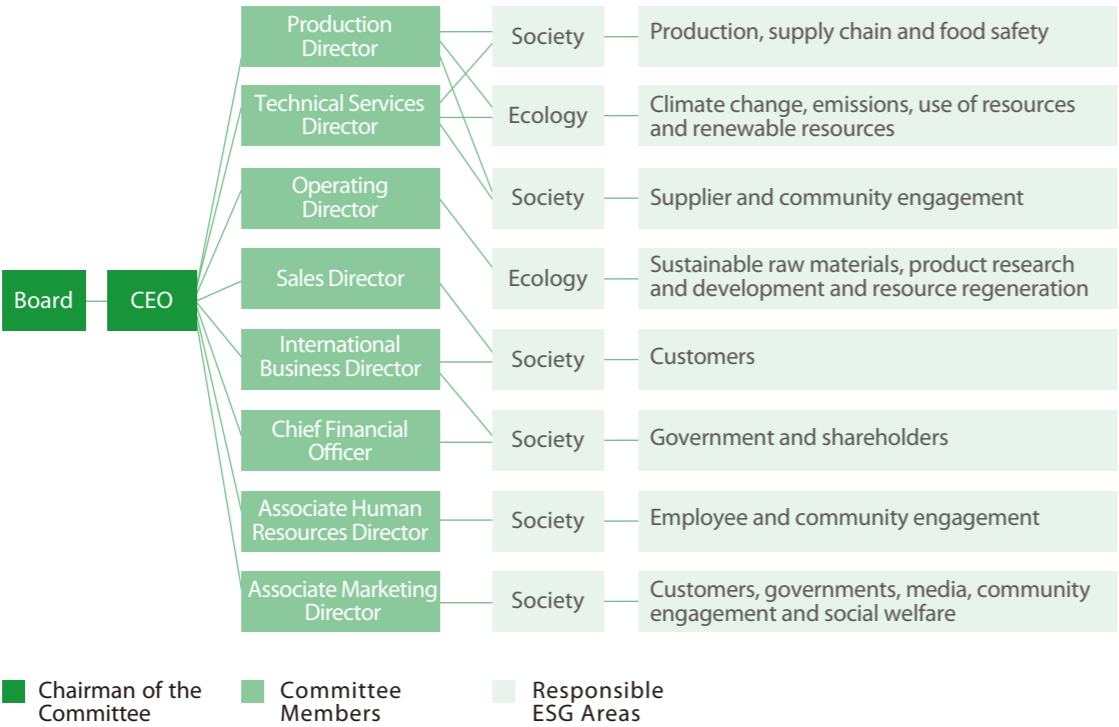 Production
Director
Society
Production, supply chain and food safety
Technical Services
Director
Ecology
Climate change, emissions, use of resources
and renewable resources
Operating
Director
Society
Supplier and community engagement
Board
CEO
Sales Director
Ecology
Sustainable raw materials, product research
and development and resource regeneration
International
Business Director
Society
Customers
Chief Financial
Officer
Society
Government and shareholders
Associate Human
Resources Director
Society
Employee and community engagement
Associate Marketing
Director
Society
Customers, governments, media, community
engagement and social welfare
Chairman of the
Committee
Committee
Members
Responsible
ESG Areas